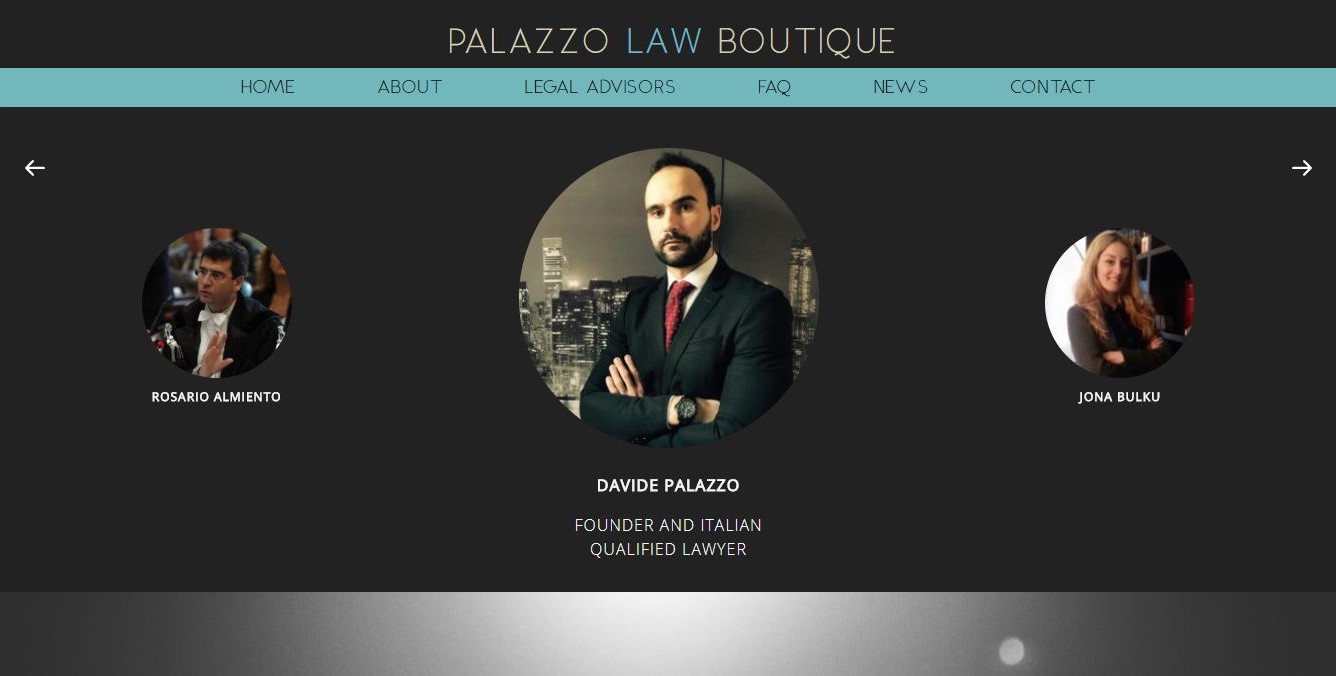 PALAZZO LAW BOUTIQUE
HOME ABOUT LEGAL ADVISORS FAQ NEWS CONTACT
ROSARIO ALMIENTO
JONA BULKU
DAVIDE PALAZZO
FOUNDER AND ITALIAN
QUALIFIED LAWYER